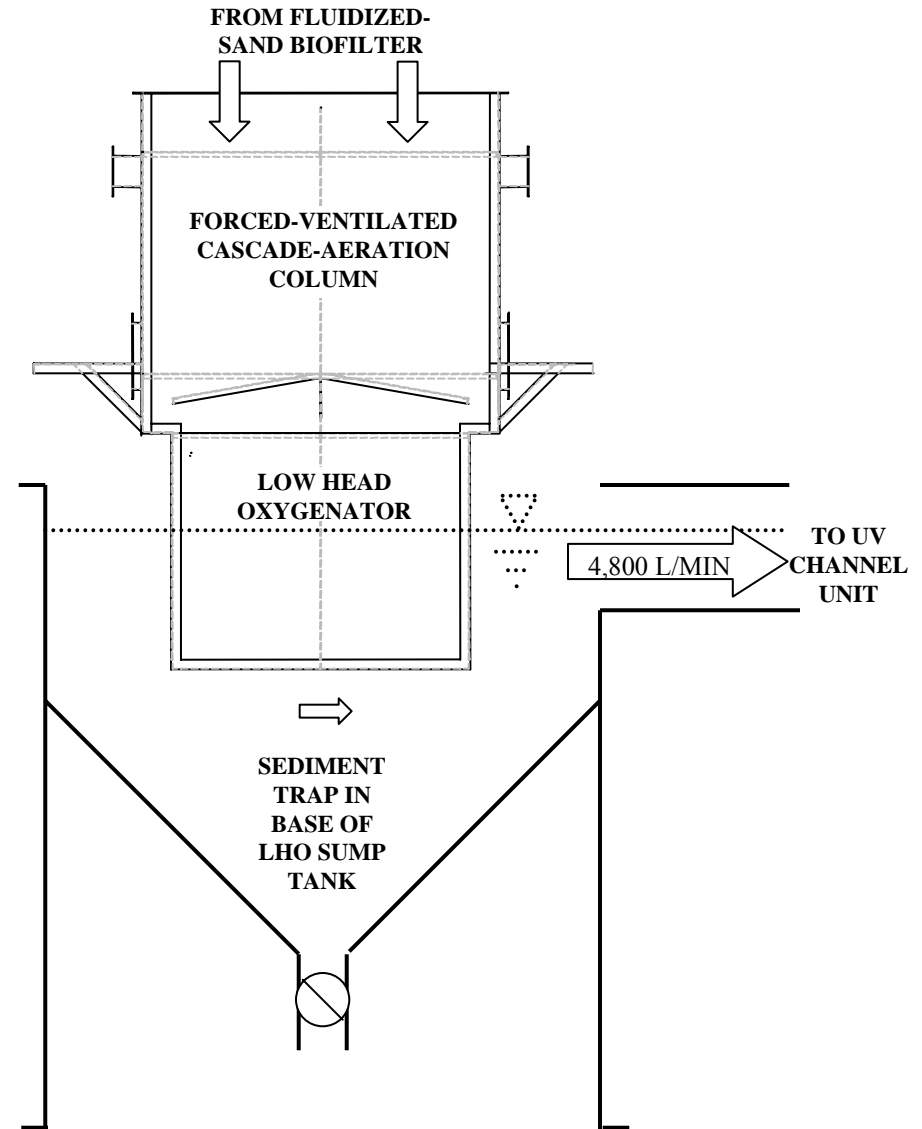 FROM FLUIDIZED-
SAND BIOFILTER
FORCED-VENTILATED
CASCADE-AERATION
COLUMN
LOW HEAD
OXYGENATOR
4,800 L/MIN
TO UV
CHANNEL
UNIT
SEDIMENT
TRAP IN
BASE OF
LHO SUMP
TANK